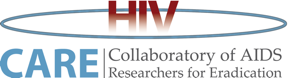 HIV
CARE Collaboratory of AIDS
Researchers for Eradication